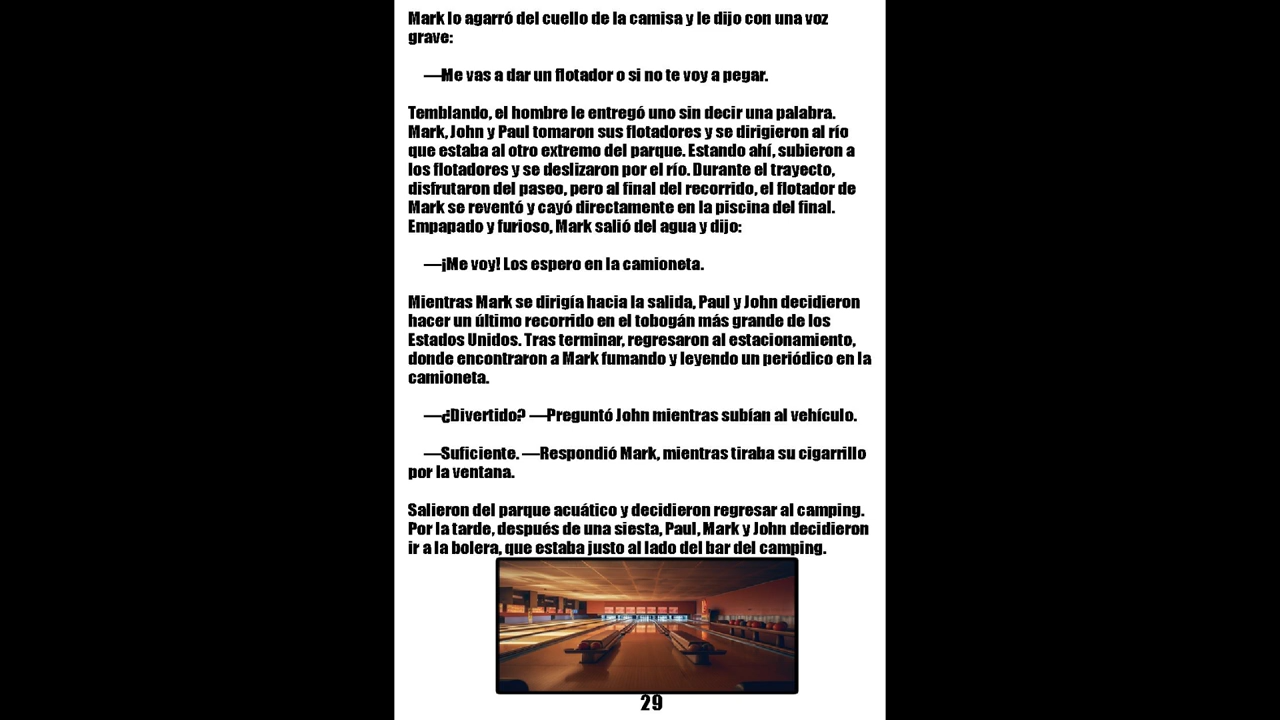 Mark lo agarró del cuello de la camisa y le dijo con una voz
grave:
—Me vas a dar un flotador o si no te voy a pegar.
Temblando, el hombre le entregó uno sin decir una palabra.
Mark, John y Paul tomaron sus flotadores y se dirigieron al río
que estaba al otro extremo del parque. Estando ahí, subieron a
los flotadores y se deslizaron por el río. Durante el trayecto,
disfrutaron del paseo, pero al final del recorrido, el flotador de
Mark se reventó y cayó directamente en la piscina del final.
Empapado y furioso, Mark salió del agua y dijo:
—¡Me voy! Los espero en la camioneta.
Mientras Mark se dirigía hacia la salida, Paul y John decidieron
hacer un último recorrido en el tobogán más grande de los
Estados Unidos. Tras terminar, regresaron al estacionamiento,
donde encontraron a Mark fumando y leyendo un periódico en la
camioneta.
—¿Divertido? —Preguntó John mientras subían al vehículo.
—Suficiente. —Respondió Mark, mientras tiraba su cigarrillo
por la ventana.
Salieron del parque acuático y decidieron regresar al camping.
Por la tarde, después de una siesta, Paul, Mark y John decidieron
ir a la bolera, que estaba justo al lado del bar del camping.
29